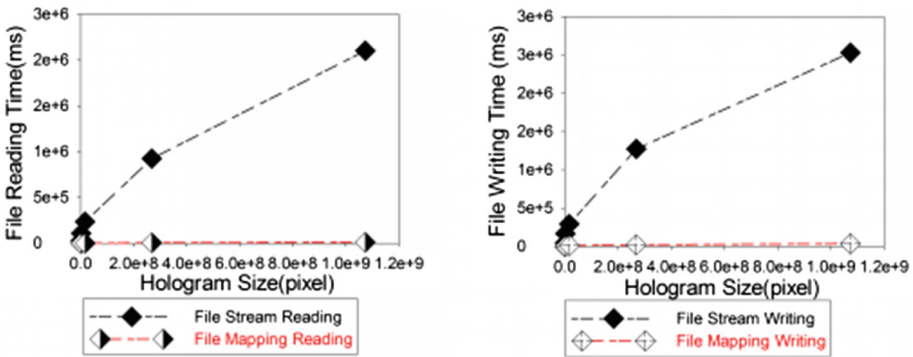 File Reading Time(ms)
3e+6
2e+6
2e+6
1e+6
5e+5
0
0.0 2.0e+8 4.0e+8 6.0e+8 8.0e+8 1.0e+9 1.2e+9
Hologram Size(pixel)
File Stream Reading
File Mapping Reading
File Writing Time (ms)
3e+6
2e+6
2e+6
1e+6
5e+5
0
0.0 2.0e+8 4.0e+8 6.0e+8 8.0e+8 1.0e+9 1.2e+9
Hologram Size(pixel)
File Stream Writing
File Mapping Writing